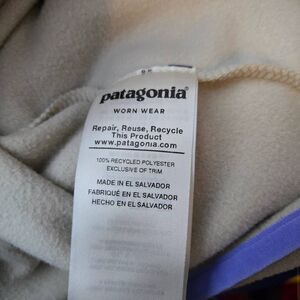 patagonia®
WORN WEAR
Repair, Reuse, Recycle
This Product
www.patagonia.com
100% RECYCLED POLYESTER
EXCLUSIVE OF TRIM
MADE IN EL SALVADOR
FABRIQUÉ EN EL SALVADOR
HECHO EN EL SALVADOR